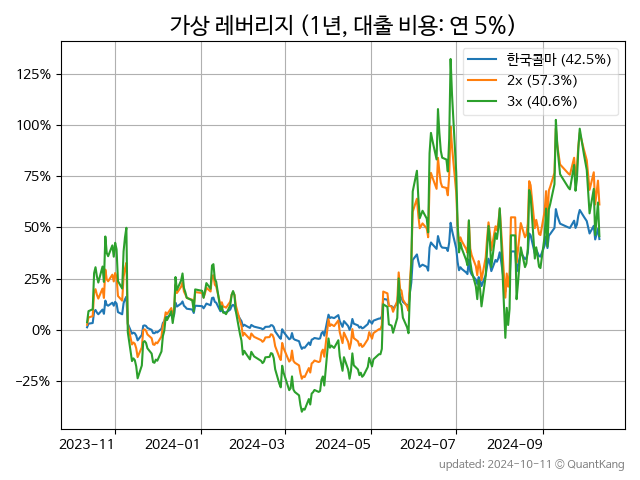 가상 레버리지 (1년, 대출 비용: 연 5%)
한국콜마 (42.5%)
2x (57.3%)
3x (40.6%)
125%
100%
75%
50%
25%
0%
−25%
2023-11
2024-01
2024-03
2024-05
2024-07
2024-09
updated: 2024-10-11 © QuantKang